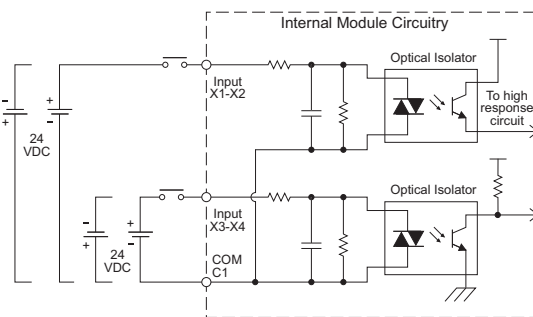 Internal Module Circuitry
Optical Isolator
Input
X1-X2
To high
response
circuit
-
+
+
-
24
VDC
Optical Isolator
Input
X3-X4
-
+
+
-
24
VDC
COM
C1